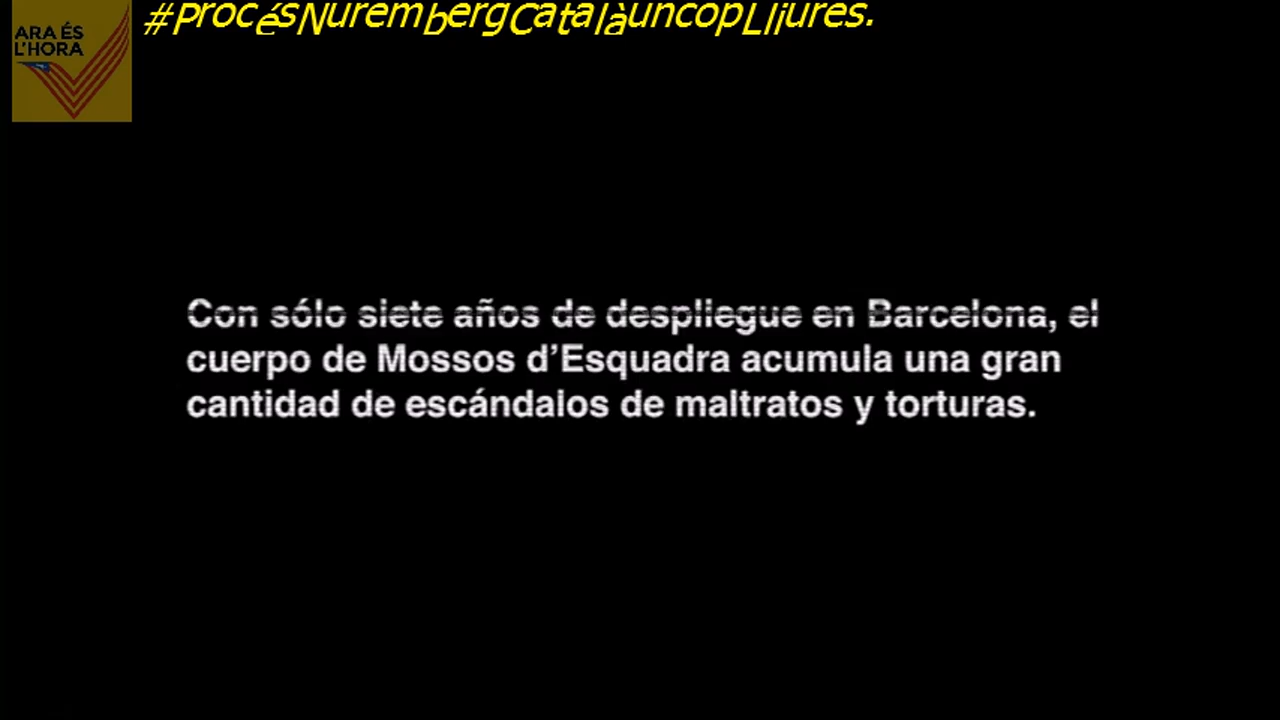 #ProcésNurembergCatalàuncopLliures.
ARA ÉS
L'HORA
Con sólo siete años de despliegue en Barcelona, el
cuerpo de Mossos d'Esquadra acumula una gran
cantidad de escándalos de maltratos y torturas.